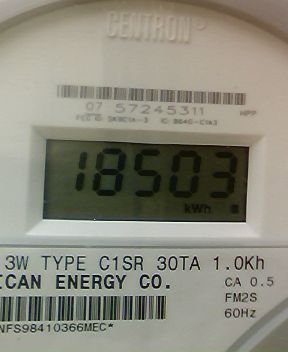 CENTRON®
07 57245311 HPP
18503
kWh
3W TYPE C1SR 30TA 1.0Kh
ICAN ENERGY CO.
CA 0.5
FM2S
60Hz
NFS98410366MEC*